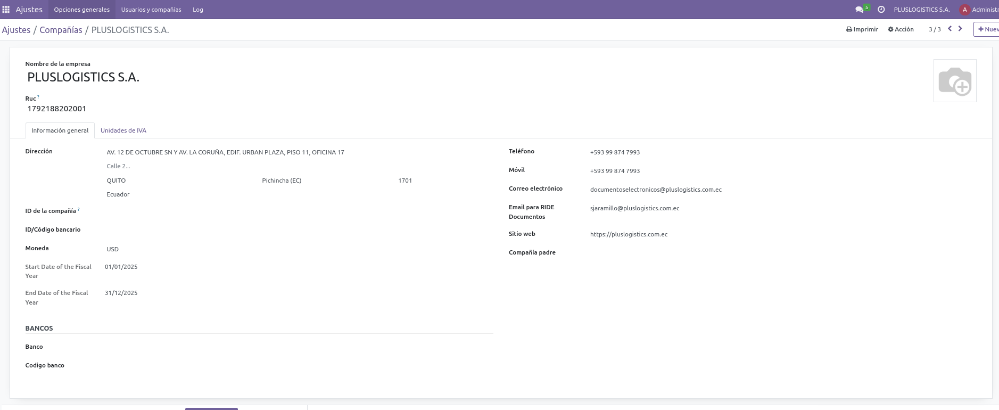 Ajustes Opciones generales Usuarios y compañías Log 5 PLUSLOGISTICS S.A. A Administr
Ajustes / Compañías / PLUSLOGISTICS S.A. Imprimir Acción 3 / 3 Nuev
Nombre de la empresa
PLUSLOGISTICS S.A.
Ruc ?
1792188202001
Información general Unidades de IVA
Dirección AV. 12 DE OCTUBRE SN Y AV. LA CORUÑA, EDIF. URBAN PLAZA, PISO 11, OFICINA 17
Calle 2...
QUITO Pichincha (EC) 1701
Ecuador
ID de la compañía ?
ID/Código bancario
Moneda USD
Start Date of the Fiscal Year 01/01/2025
End Date of the Fiscal Year 31/12/2025
Teléfono +593 99 874 7993
Móvil +593 99 874 7993
Correo electrónico documentoselectronicos@pluslogistics.com.ec
Email para RIDE Documentos sjaramillo@pluslogistics.com.ec
Sitio web https://pluslogistics.com.ec
Compañía padre
BANCOS
Banco
Codigo banco